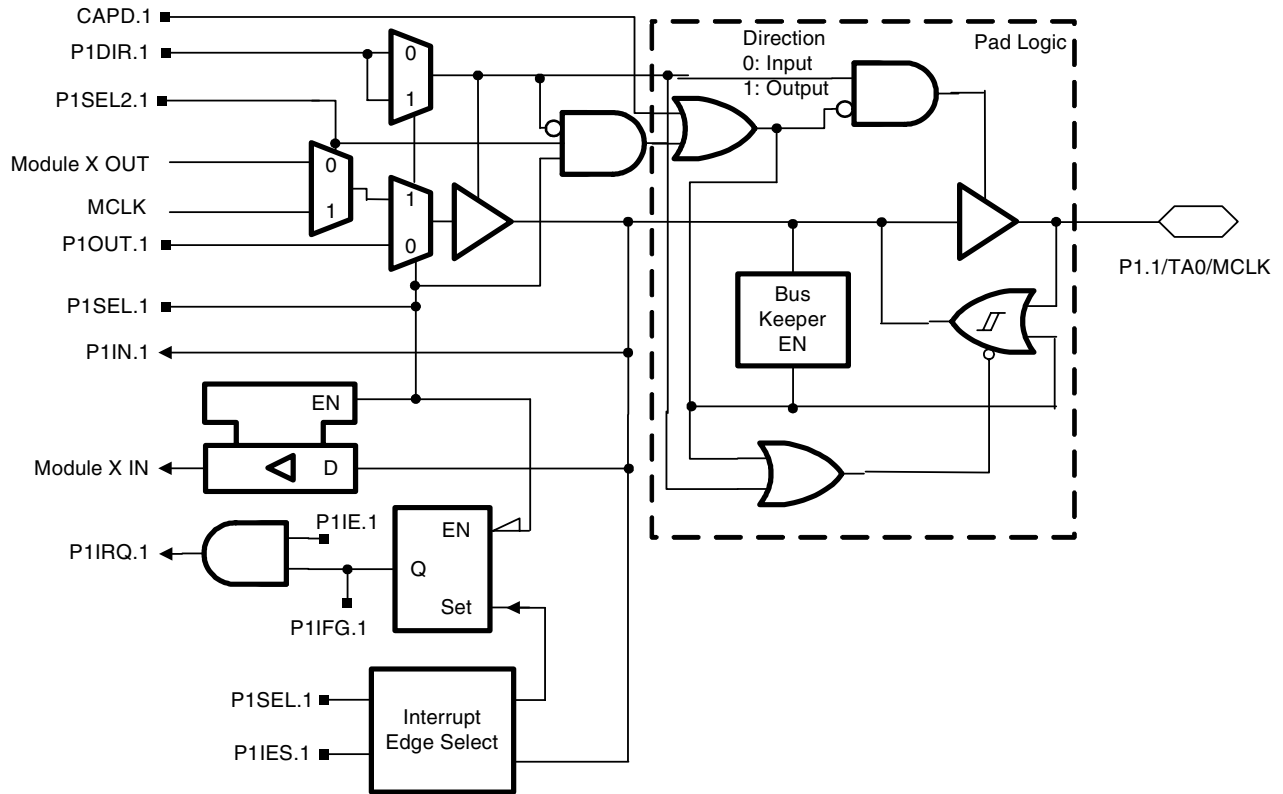 CAPD.1
P1DIR.1
0
1
Direction
0: Input
1: Output
Pad Logic
P1SEL2.1
Module X OUT
0
MCLK
1
1
P1OUT.1
0
P1.1/TA0/MCLK
P1SEL.1
Bus
Keeper
EN
P1IN.1
EN
Module X IN
D
P1IE.1
EN
P1IRQ.1
Q
Set
P1IFG.1
P1SEL.1
Interrupt
Edge Select
P1IES.1